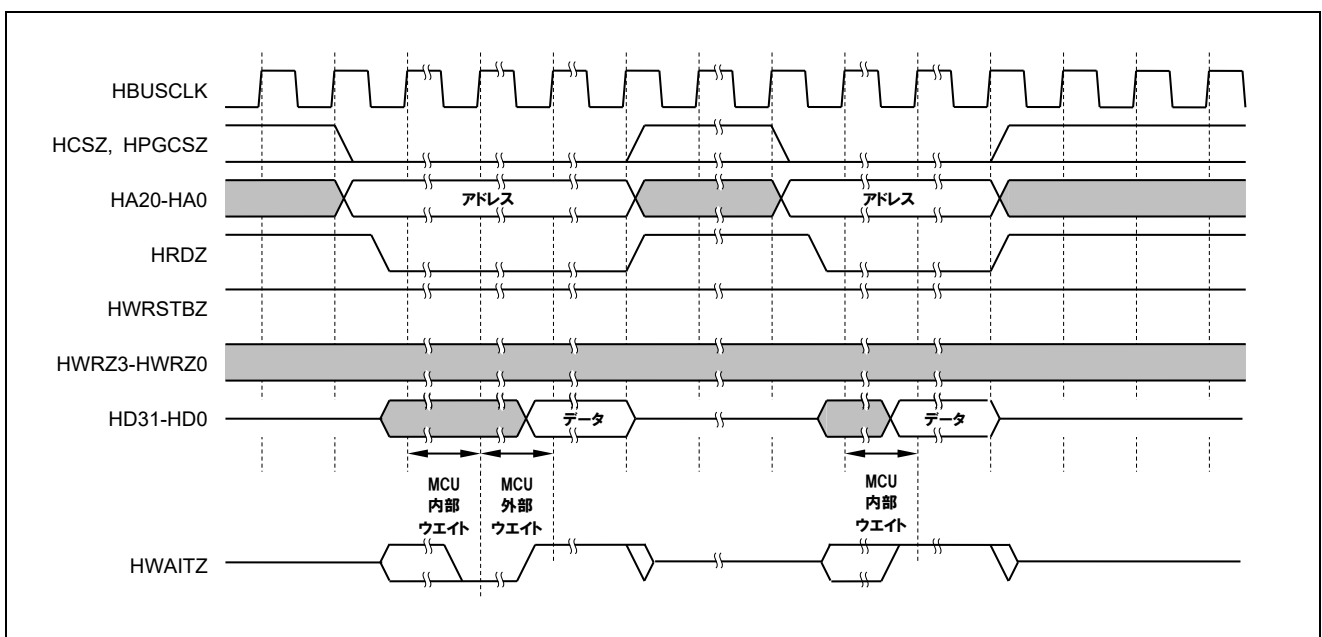 HBUSCLK
HCSZ, HPGCSZ
HA20-HA0
アドレス
アドレス
HRDZ
HWRSTBZ
HWRZ3-HWRZ0
HD31-HD0
データ
データ
MCU
内部
ウエイト
MCU
外部
ウエイト
MCU
内部
ウエイト
HWAITZ